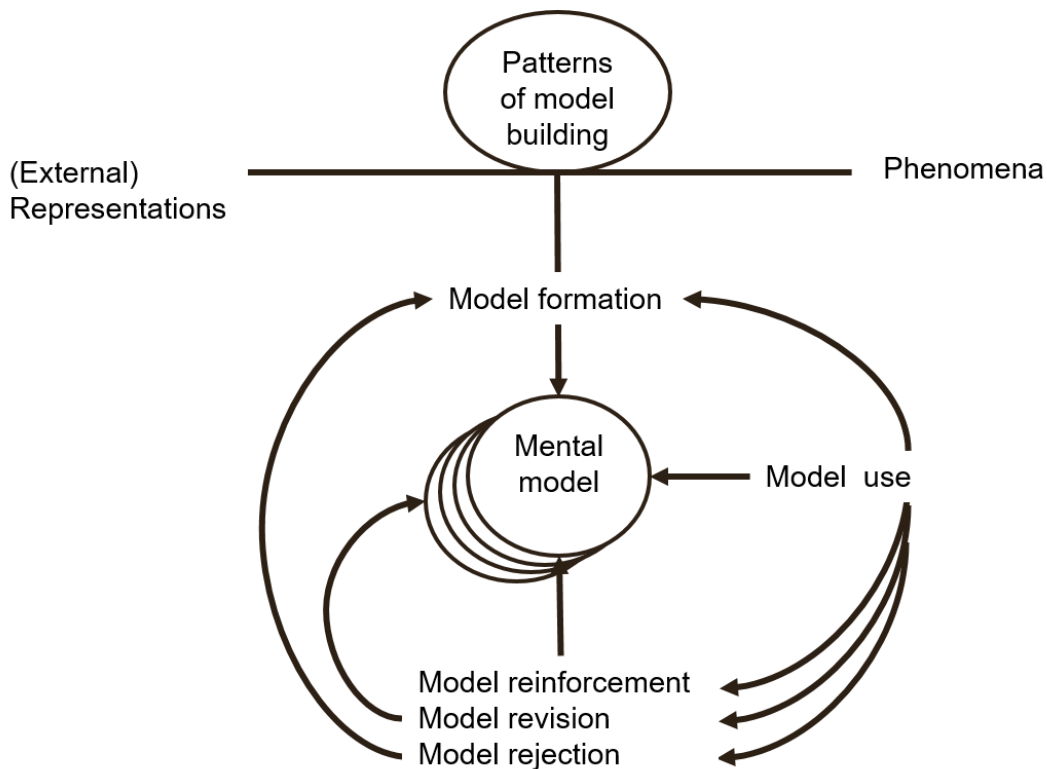 Patterns
of model
building
(External)
Representations
Phenomena
Model formation
Mental
model
Model use
Model reinforcement
Model revision
Model rejection